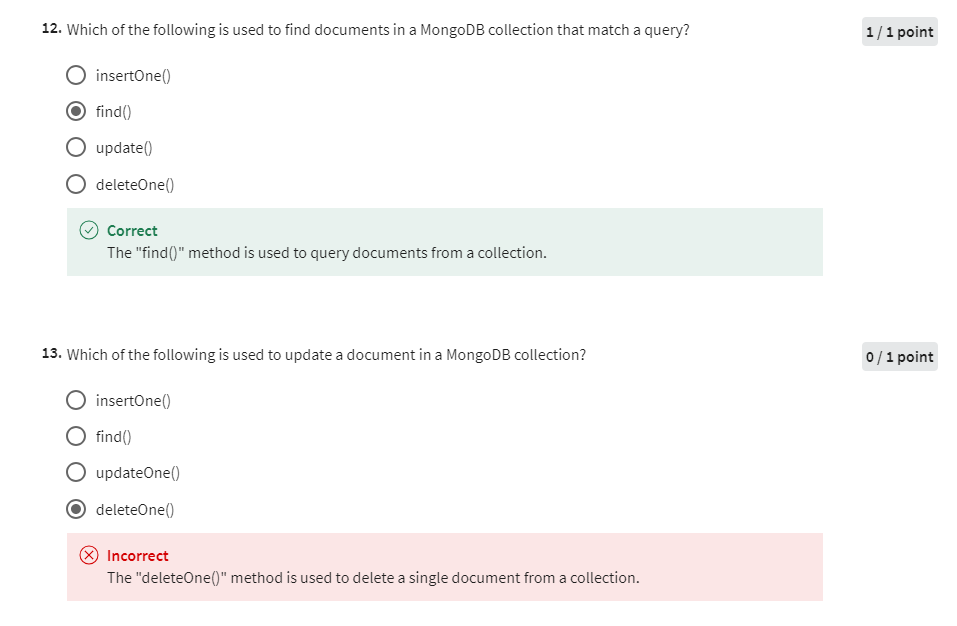 12. Which of the following is used to find documents in a MongoDB collection that match a query?
1 / 1 point
insertOne()
find()
update()
deleteOne()
Correct
The "find()" method is used to query documents from a collection.
13. Which of the following is used to update a document in a MongoDB collection?
0 / 1 point
insertOne()
find()
updateOne()
deleteOne()
Incorrect
The "deleteOne()" method is used to delete a single document from a collection.